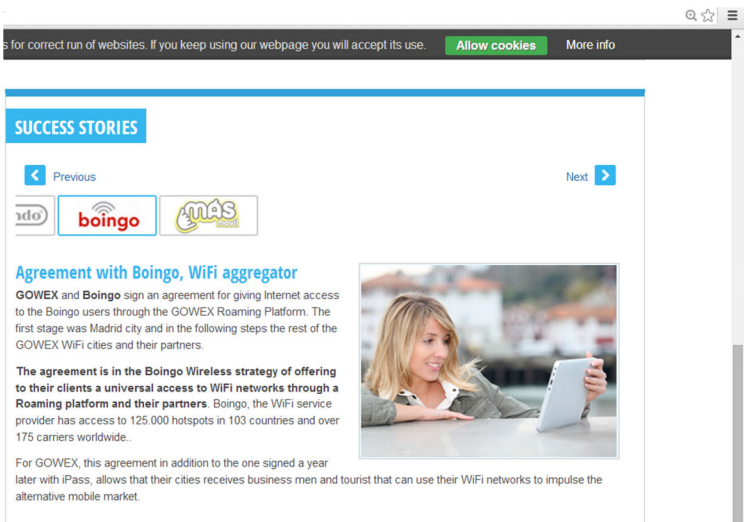 s for correct run of websites. If you keep using our webpage you will accept its use. Allow cookies More info
SUCCESS STORIES
Previous
Next
ndo
boingo
MÁS
móvil
Agreement with Boingo, WiFi aggregator
GOWEX and Boingo sign an agreement for giving Internet access
to the Boingo users through the GOWEX Roaming Platform. The
first stage was Madrid city and in the following steps the rest of the
GOWEX WiFi cities and their partners.
The agreement is in the Boingo Wireless strategy of offering
to their clients a universal access to WiFi networks through a
Roaming platform and their partners. Boingo, the WiFi service
provider has access to 125.000 hotspots in 103 countries and over
175 carriers worldwide..
For GOWEX, this agreement in addition to the one signed a year
later with iPass, allows that their cities receives business men and tourist that can use their WiFi networks to impulse the
alternative mobile market.